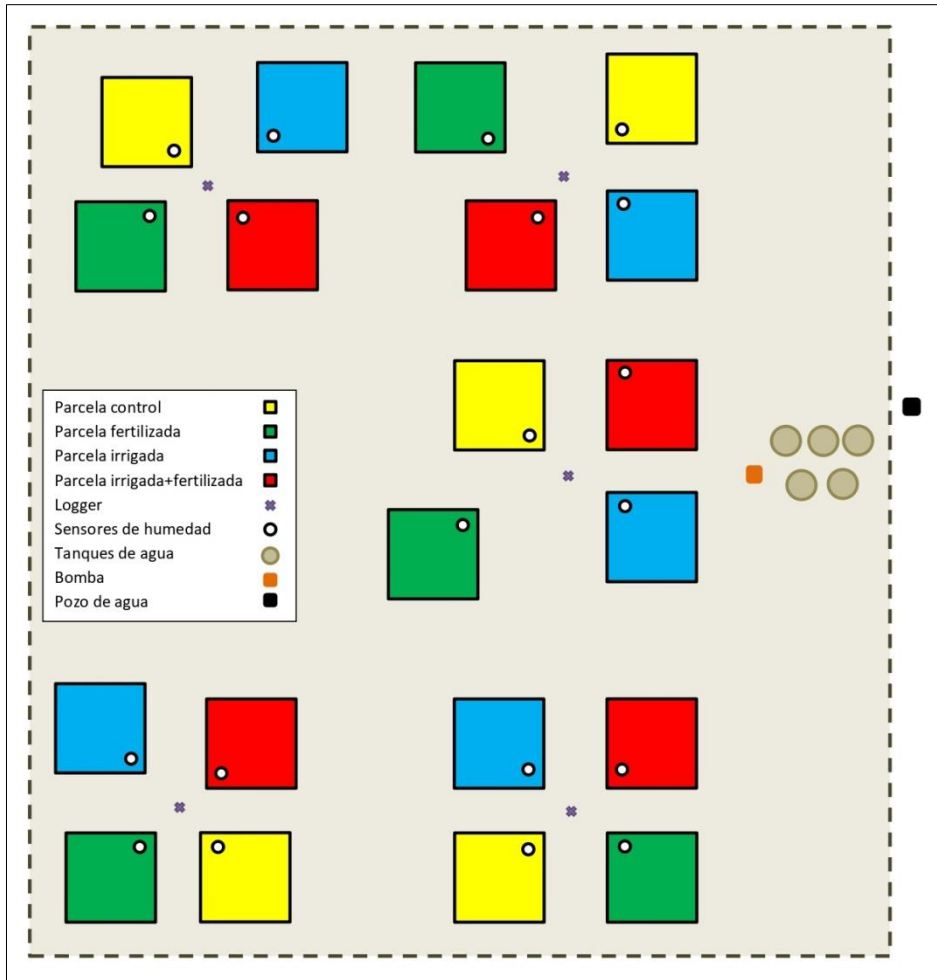 Parcela control
Parcela fertilizada
Parcela irrigada
Parcela irrigada+fertilizada
Logger
Sensores de humedad
Tanques de agua
Bomba
Pozo de agua